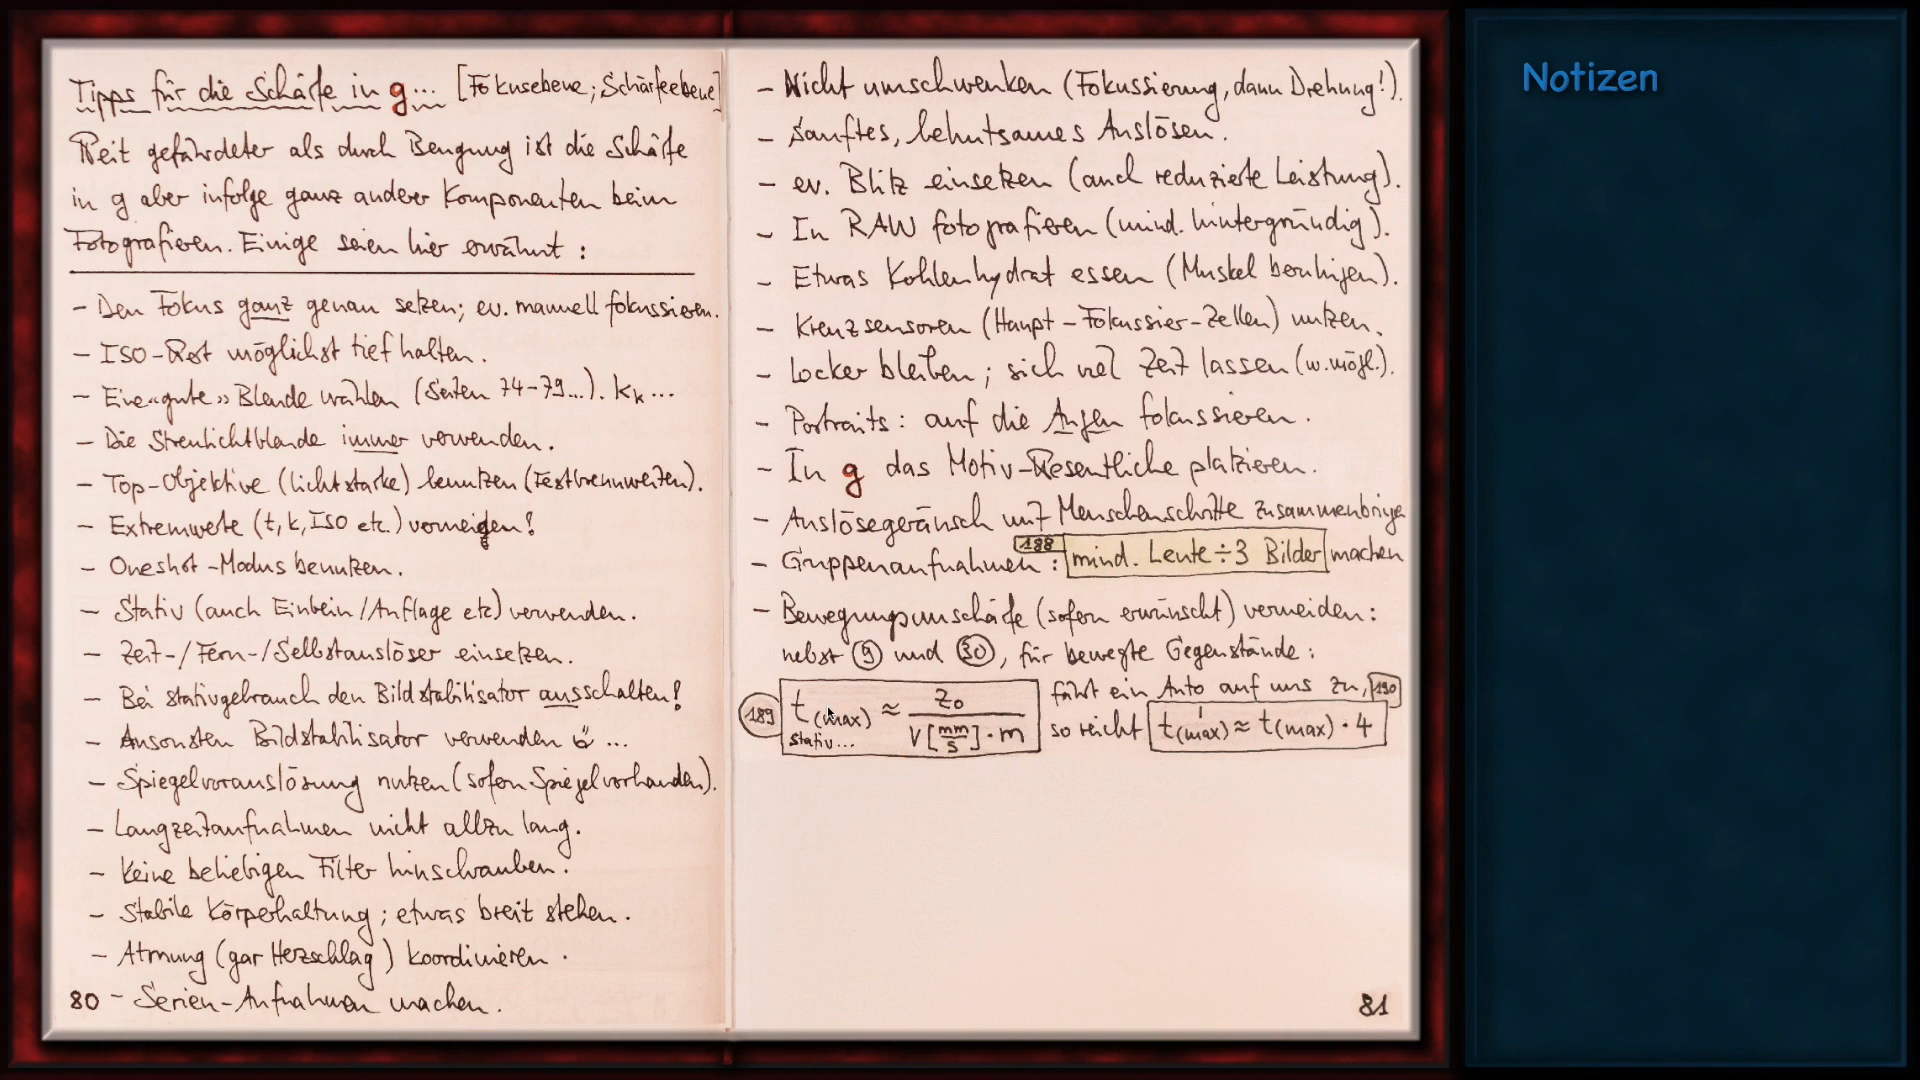 Tipps für die Schärfe in g... [Fokusebene; Schärfeebene]
Weit gefährdeter als durch Beugung ist die Schärfe
in g aber infolge ganz anderer Komponenten beim
Fotografieren. Einige seien hier erwähnt :
- Den Fokus ganz genau setzen; ev. manuell fokussieren.
- ISO-Wert möglichst tief halten.
- Eine «gute» Blende wählen (Seiten 74-79...). Kk...
- Die Streulichtblende immer verwenden.
- Top-Objektive (lichtstarke) benutzen (Festbrennweiten).
- Extremwerte (t, k, ISO etc.) vermeiden!
- Oneshot-Modus benutzen.
- Stativ (auch Einbein/Auflage etc) verwenden.
- Zeit-/Fern-/Selbstauslöser einsetzen.
- Bei Stativgebrauch den Bildstabilisator ausschalten!
- Ansonsten Bildstabilisator verwenden ...
- Spiegelvorauslösung nutzen (sofern Spiegel vorhanden).
- Langzeitaufnahmen nicht allzu lang.
- Keine beliebigen Filter hinschrauben.
- Stabile Körperhaltung; etwas breit stehen.
- Atmung (gar Herzschlag) koordinieren.
- Serien-Aufnahmen machen.
80
- Nicht umschwenken (Fokussierung, dann Drehung!).
- Sanftes, behutsames Auslösen.
- ev. Blitz einsetzen (auch reduzierte Leistung).
- In RAW fotografieren (mind. hintergründig).
- Etwas Kohlenhydrat essen (Muskel beruhigen).
- Kreuzsensoren (Haupt-Fokussier-Zellen) nutzen.
- Locker bleiben; sich viel Zeit lassen (w.mögl.).
- Portraits: auf die Augen fokussieren.
- In g das Motiv-Wesentliche platzieren.
- Auslösegeräusch mit Menschenschritte zusammenbringen
- Gruppenaufnahmen: 188 mind. Leute ÷ 3 Bilder machen
- Bewegungsunschärfe (sofern erwünscht) vermeiden:
nebst 9 und 30, für bewegte Gegenstände:
189 t(max) ≈ z0 / V[mm/s]·m
Stativ...
fährt ein Auto auf uns zu, 190
so reicht t'(max) ≈ t(max) · 4
81
Notizen